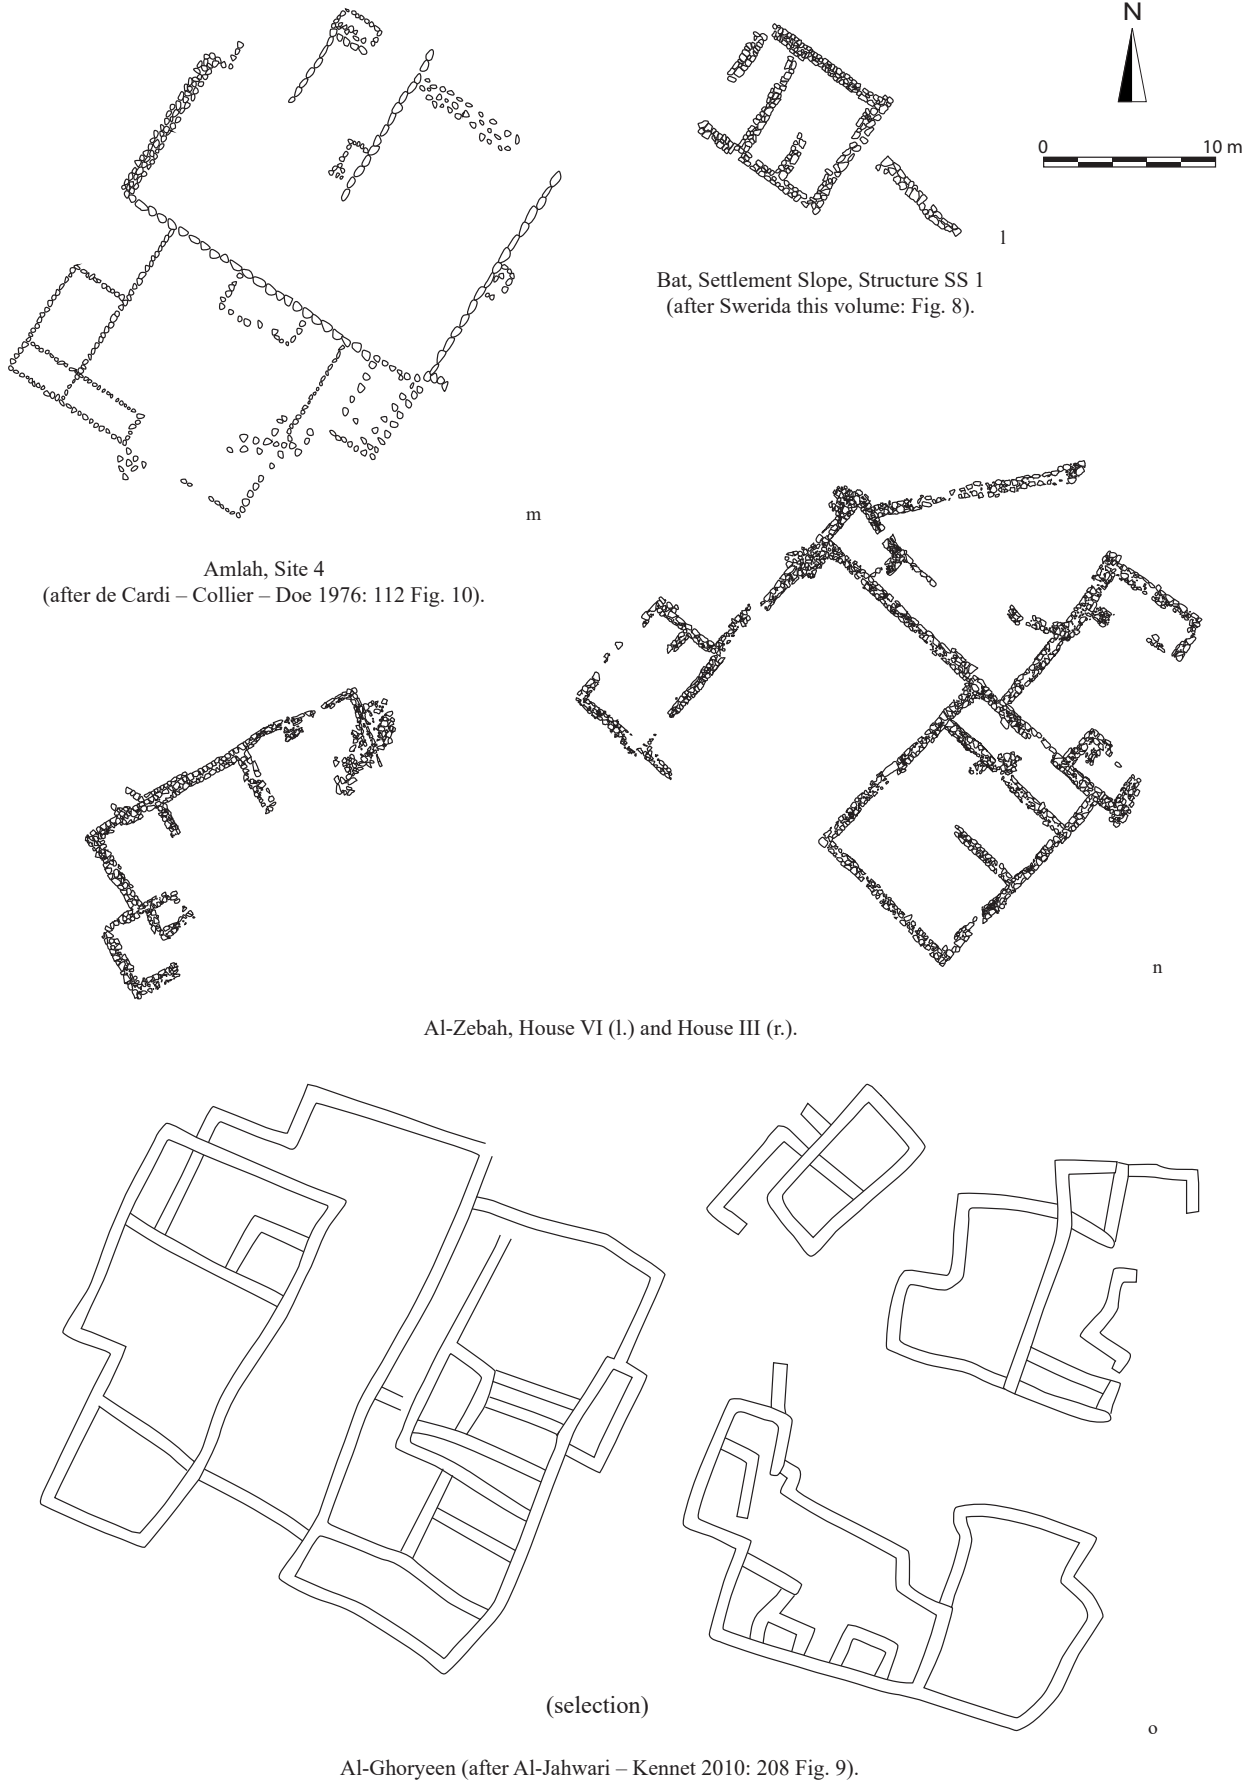 N
0 10 m
l
Bat, Settlement Slope, Structure SS 1
(after Swerida this volume: Fig. 8).
m
Amlah, Site 4
(after de Cardi – Collier – Doe 1976: 112 Fig. 10).
n
Al-Zebah, House VI (l.) and House III (r.).
(selection)
o
Al-Ghoryeen (after Al-Jahwari – Kennet 2010: 208 Fig. 9).